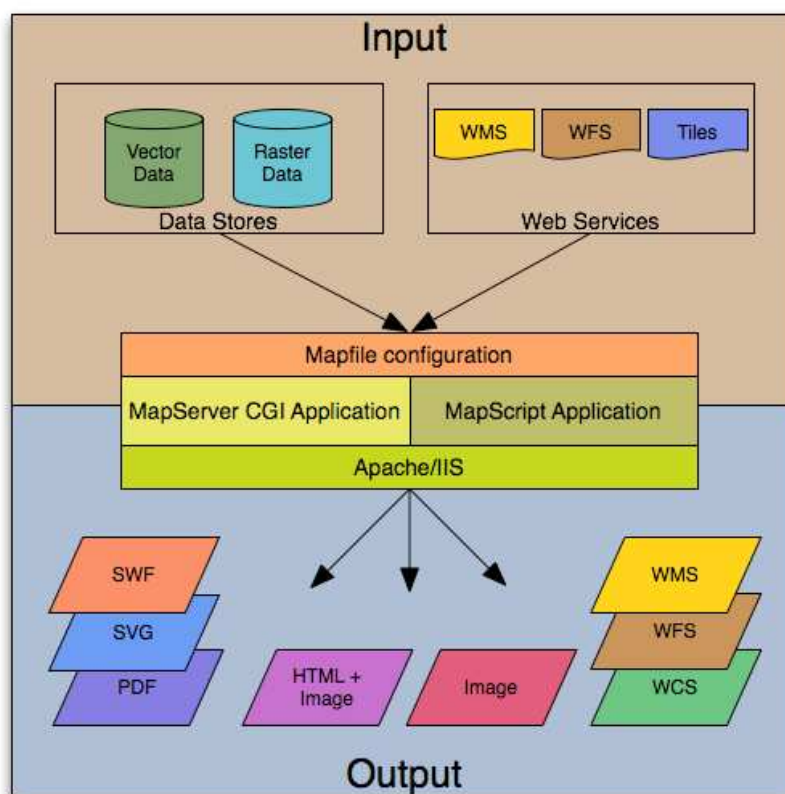 Input
Vector
Data
Raster
Data
Data Stores
WMS
WFS
Tiles
Web Services
Mapfile configuration
MapServer CGI Application
MapScript Application
Apache/IIS
SWF
SVG
PDF
HTML +
Image
Image
WMS
WFS
WCS
Output